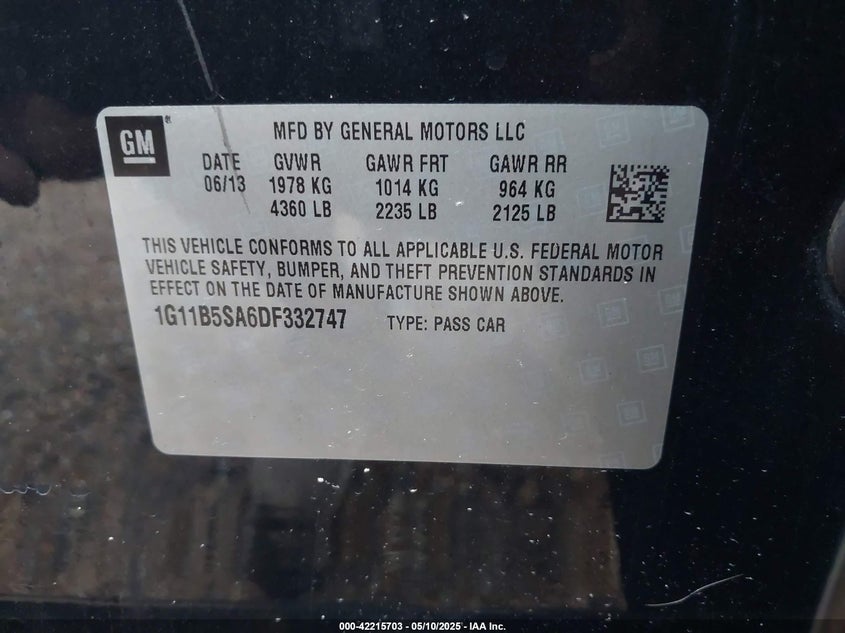 GM
MFD BY GENERAL MOTORS LLC
DATE GVWR GAWR FRT GAWR RR
06/13 1978 KG 1014 KG 964 KG
4360 LB 2235 LB 2125 LB
THIS VEHICLE CONFORMS TO ALL APPLICABLE U.S. FEDERAL MOTOR
VEHICLE SAFETY, BUMPER, AND THEFT PREVENTION STANDARDS IN
EFFECT ON THE DATE OF MANUFACTURE SHOWN ABOVE.
1G11B5SA6DF332747 TYPE: PASS CAR
000-42215703 - 05/10/2025 - IAA Inc.